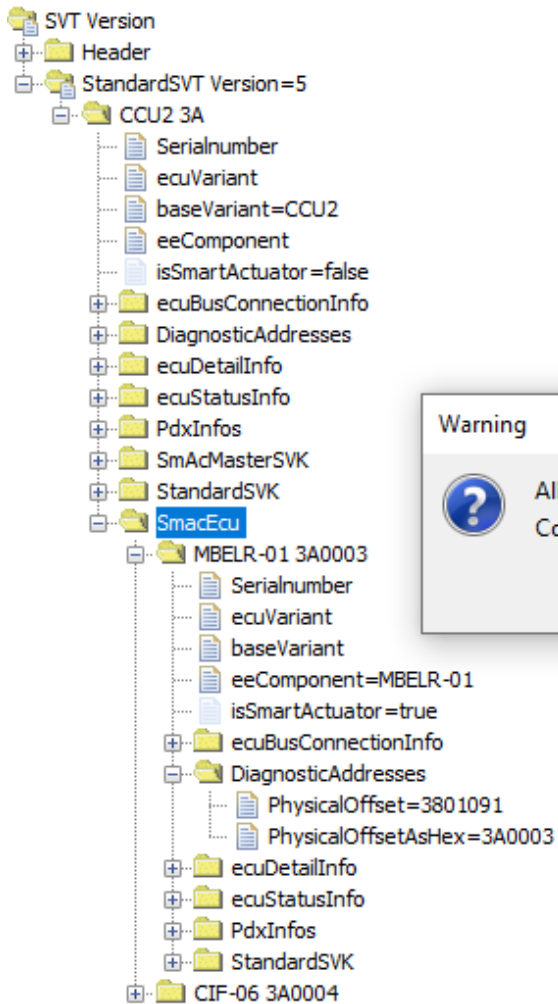 SVT Version
Header
StandardSVT Version=5
CCU2 3A
Serialnumber
ecuVariant
baseVariant=CCU2
eeComponent
isSmartActuator=false
ecuBusConnectionInfo
DiagnosticAddresses
ecuDetailInfo
ecuStatusInfo
PdxInfos
SmAcMasterSVK
StandardSVK
SmacEcu
MBELR-01 3A0003
Serialnumber
ecuVariant
baseVariant
eeComponent=MBELR-01
isSmartActuator=true
ecuBusConnectionInfo
DiagnosticAddresses
PhysicalOffset=3801091
PhysicalOffsetAsHex=3A0003
ecuDetailInfo
ecuStatusInfo
PdxInfos
StandardSVK
CIF-06 3A0004
Warning